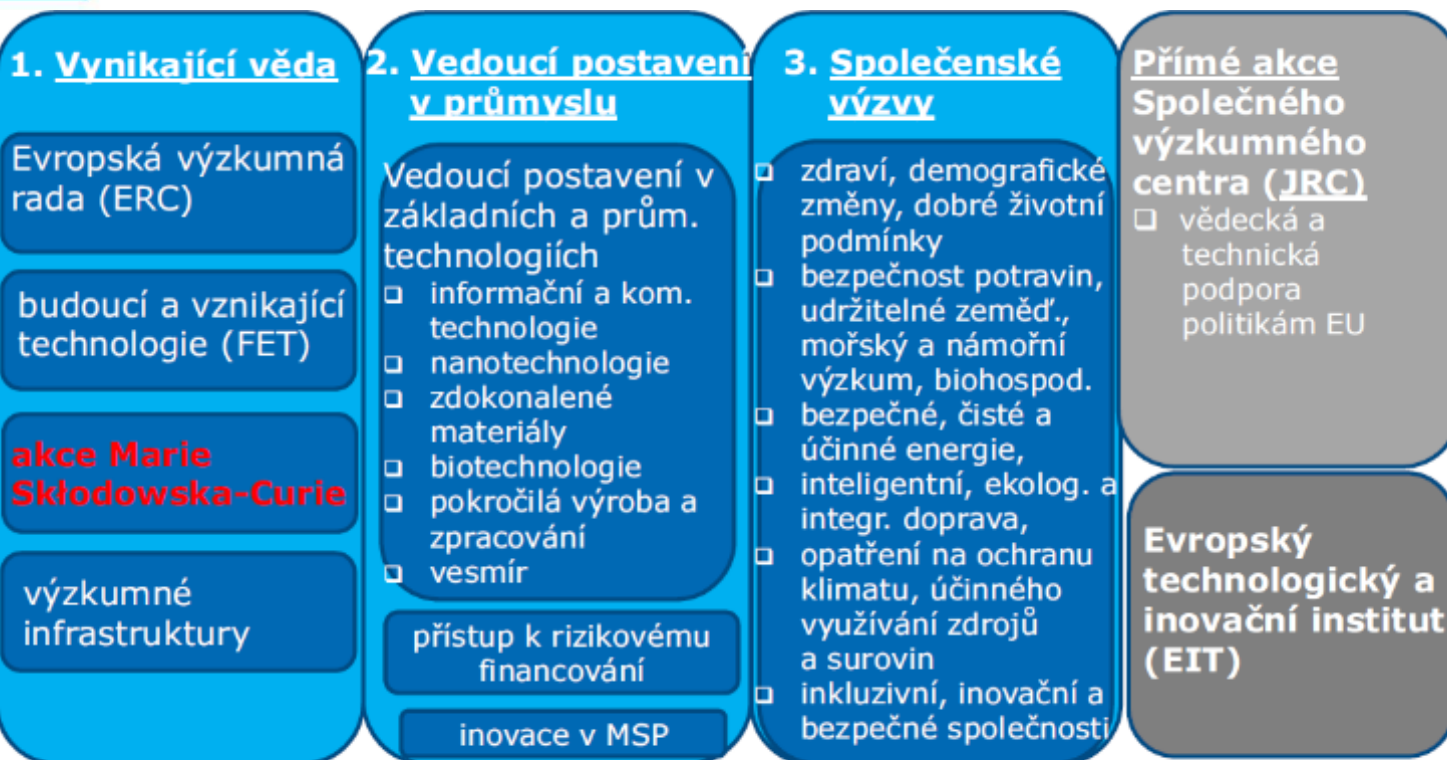 1. Vynikající věda
Evropská výzkumná
rada (ERC)
budoucí a vznikající
technologie (FET)
akce Marie
Skłodowska-Curie
výzkumné
infrastruktury
2. Vedoucí postavení
v průmyslu
Vedoucí postavení v
základních a prům.
technologiích
❑ informační a kom.
technologie
❑ nanotechnologie
❑ zdokonalené
materiály
❑ biotechnologie
❑ pokročilá výroba a
zpracování
❑ vesmír
přístup k rizikovému
financování
inovace v MSP
3. Společenské
výzvy
❑ zdraví, demografické
změny, dobré životní
podmínky
❑ bezpečnost potravin,
udržitelné zeměď.,
mořský a námořní
výzkum, biohospod.
❑ bezpečné, čisté a
účinné energie,
❑ inteligentní, ekolog. a
integr. doprava,
❑ opatření na ochranu
klimatu, účinného
využívání zdrojů
a surovin
❑ inkluzivní, inovační a
bezpečné společnosti
Přímé akce
Společného
výzkumného
centra (JRC)
❑ vědecká a
technická
podpora
politikám EU
Evropský
technologický a
inovační institut
(EIT)